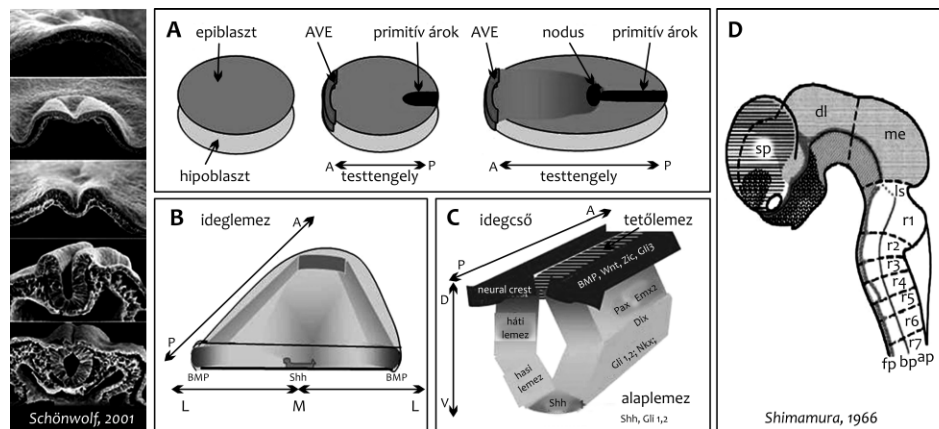 Schönwolf, 2001
A
epiblaszt
hipoblaszt
AVE
primitív árok
A P
testtengely
AVE
nodus
primitív árok
A P
testtengely
B ideglemez
A
P
BMP
Shh
BMP
L M L
C idegcső
A
P
tetőlemez
D
V
neural crest
BMP, Wnt, Zic, Gli3
háti
lemez
hasi
lemez
Pax Emx2
Dlx
Gli 1,2; Nkx;
Shh
alaplemez
Shh, Gli 1,2
D
dl
me
sp
ls
r1
r2
r3
r4
r5
r6
r7
fp bp ap
Shimamura, 1966